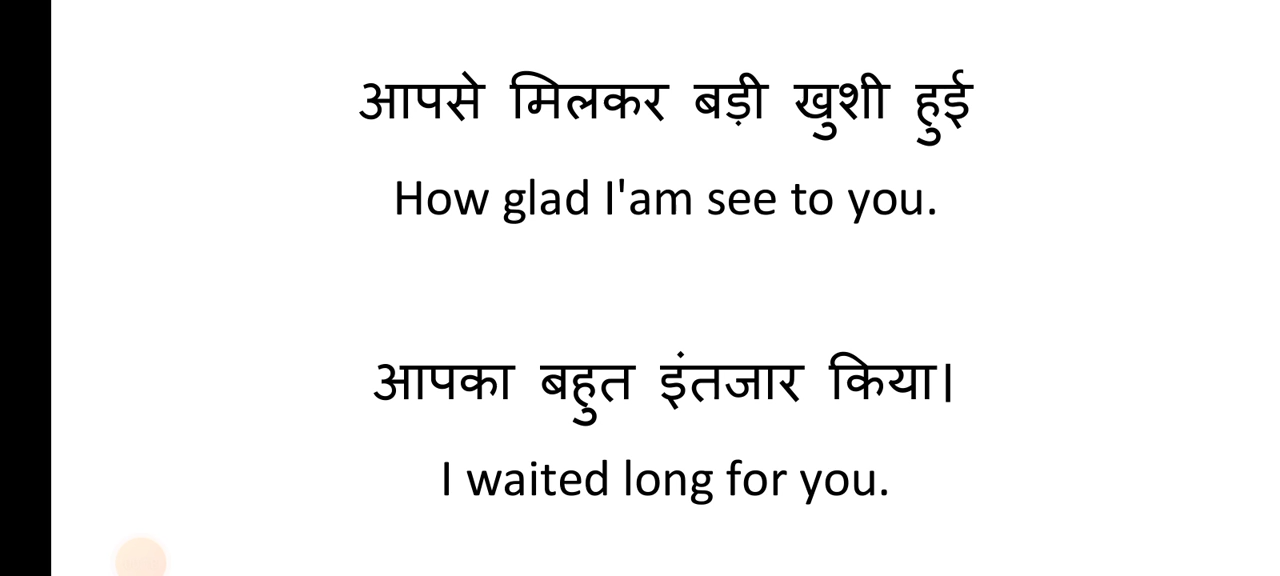 आपसे मिलकर बड़ी खुशी हुई
How glad I'am see to you.
आपका बहुत इंतजार किया।
I waited long for you.